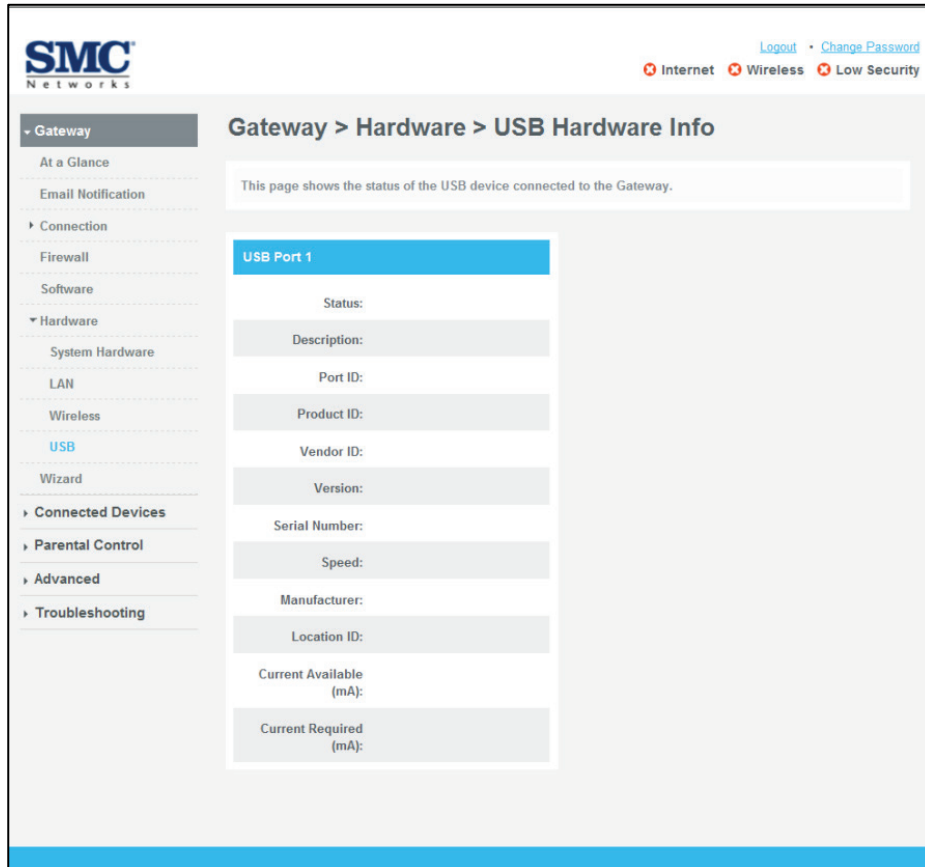 SMC
Networks
Logout • Change Password
Internet Wireless Low Security
Gateway
At a Glance
Email Notification
Connection
Firewall
Software
Hardware
System Hardware
LAN
Wireless
USB
Wizard
Connected Devices
Parental Control
Advanced
Troubleshooting
Gateway > Hardware > USB Hardware Info
This page shows the status of the USB device connected to the Gateway.
USB Port 1
Status:
Description:
Port ID:
Product ID:
Vendor ID:
Version:
Serial Number:
Speed:
Manufacturer:
Location ID:
Current Available
(mA):
Current Required
(mA):